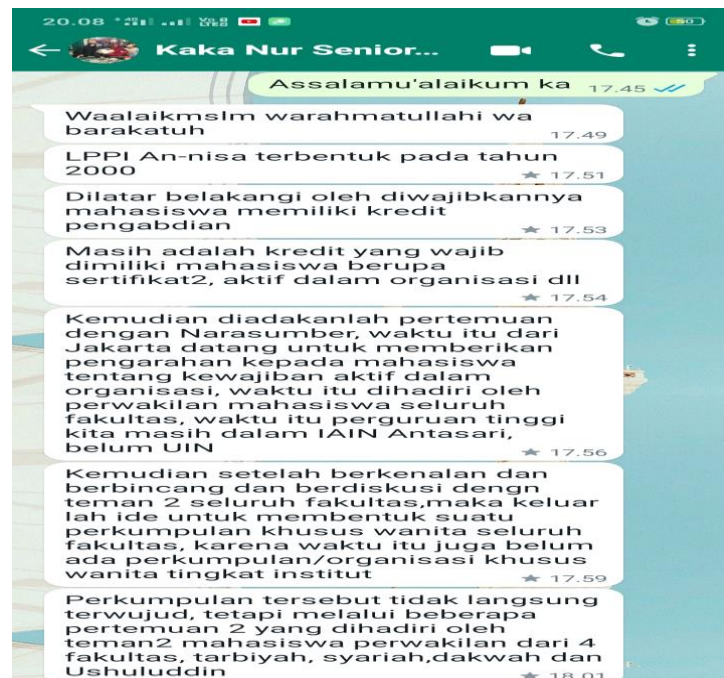 20.08
Kaka Nur Senior...
Assalamu'alaikum ka 17.45
Waalaikmslm warahmatullahi wa
barakatuh 17.49
LPPI An-nisa terbentuk pada tahun
2000 17.51
Dilatar belakangi oleh diwajibkannya
mahasiswa memiliki kredit
pengabdian 17.53
Masih adalah kredit yang wajib
dimiliki mahasiswa berupa
sertifikat2, aktif dalam organisasi dll
17.54
Kemudian diadakanlah pertemuan
dengan Narasumber, waktu itu dari
Jakarta datang untuk memberikan
pengarahan kepada mahasiswa
tentang kewajiban aktif dalam
organisasi, waktu itu dihadiri oleh
perwakilan mahasiswa seluruh
fakultas, waktu itu perguruan tinggi
kita masih dalam IAIN Antasari,
belum UIN 17.56
Kemudian setelah berkenalan dan
berbincang dan berdiskusi dengn
teman 2 seluruh fakultas,maka keluar
lah ide untuk membentuk suatu
perkumpulan khusus wanita seluruh
fakultas, karena waktu itu juga belum
ada perkumpulan/organisasi khusus
wanita tingkat institut 17.59
Perkumpulan tersebut tidak langsung
terwujud, tetapi melalui beberapa
pertemuan 2 yang dihadiri oleh
teman2 mahasiswa perwakilan dari 4
fakultas, tarbiyah, syariah,dakwah dan
Ushuluddin 18.01